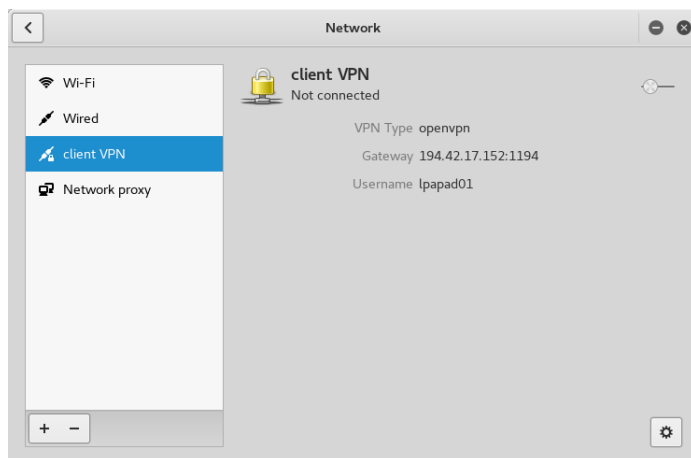 Network
Wi-Fi
Wired
client VPN
Network proxy
client VPN
Not connected
VPN Type openvpn
Gateway 194.42.17.152:1194
Username lpapad01